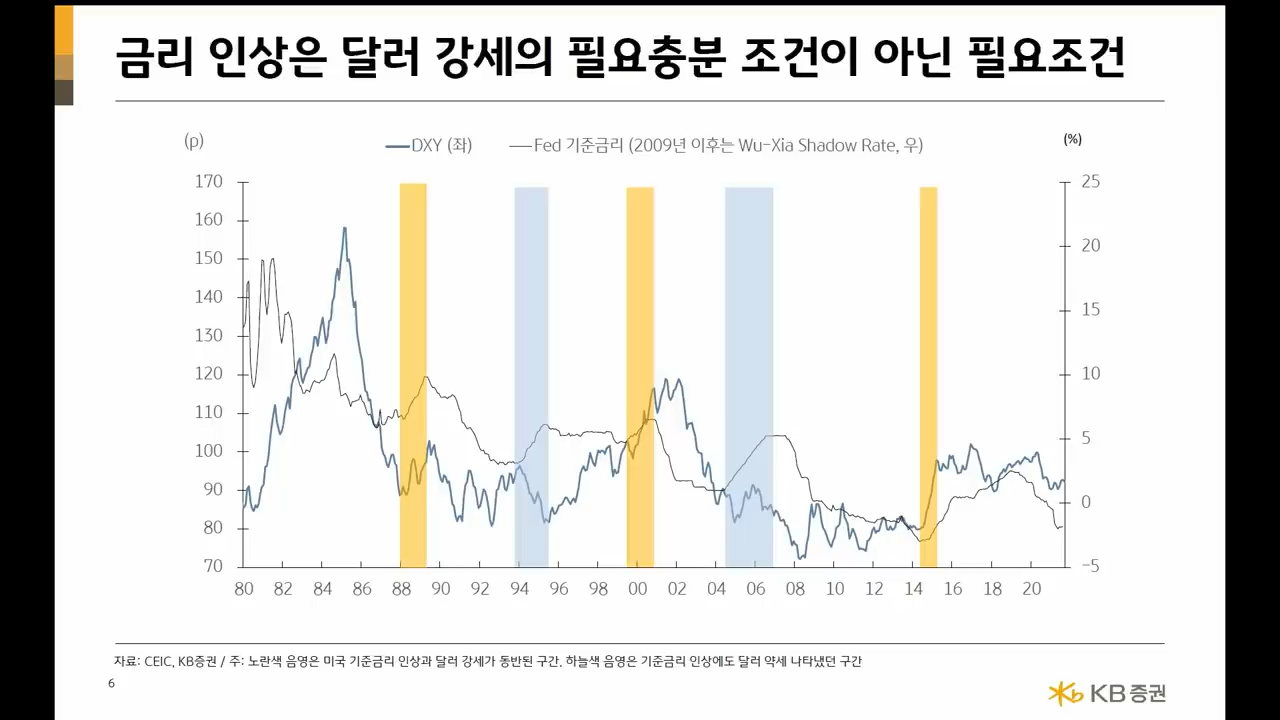 금리 인상은 달러 강세의 필요충분 조건이 아닌 필요조건
(p)
DXY (좌)
Fed 기준금리 (2009년 이후는 Wu-Xia Shadow Rate, 우)
(%)
170
160
150
140
130
120
110
100
90
80
70
25
20
15
10
5
0
-5
80 82 84 86 88 90 92 94 96 98 00 02 04 06 08 10 12 14 16 18 20
자료: CEIC, KB증권 / 주: 노란색 음영은 미국 기준금리 인상과 달러 강세가 동반된 구간, 하늘색 음영은 기준금리 인상에도 달러 약세 나타냈던 구간
6
KB증권